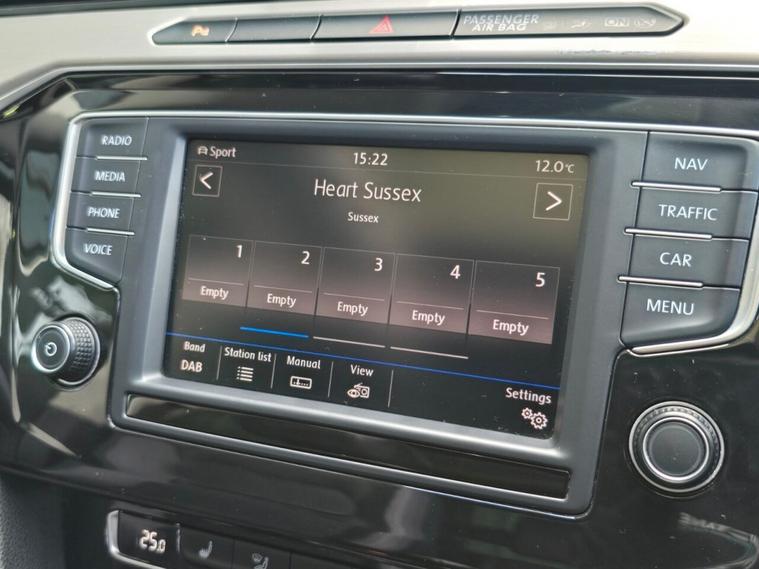 PASSENGER
AIR BAG
ON
RADIO
MEDIA
PHONE
VOICE
Sport
15:22
12.0°C
Heart Sussex
Sussex
1 2 3 4 5
Empty Empty Empty Empty Empty
Band
DAB
Station list
Manual
View
Settings
NAV
TRAFFIC
CAR
MENU
25.0